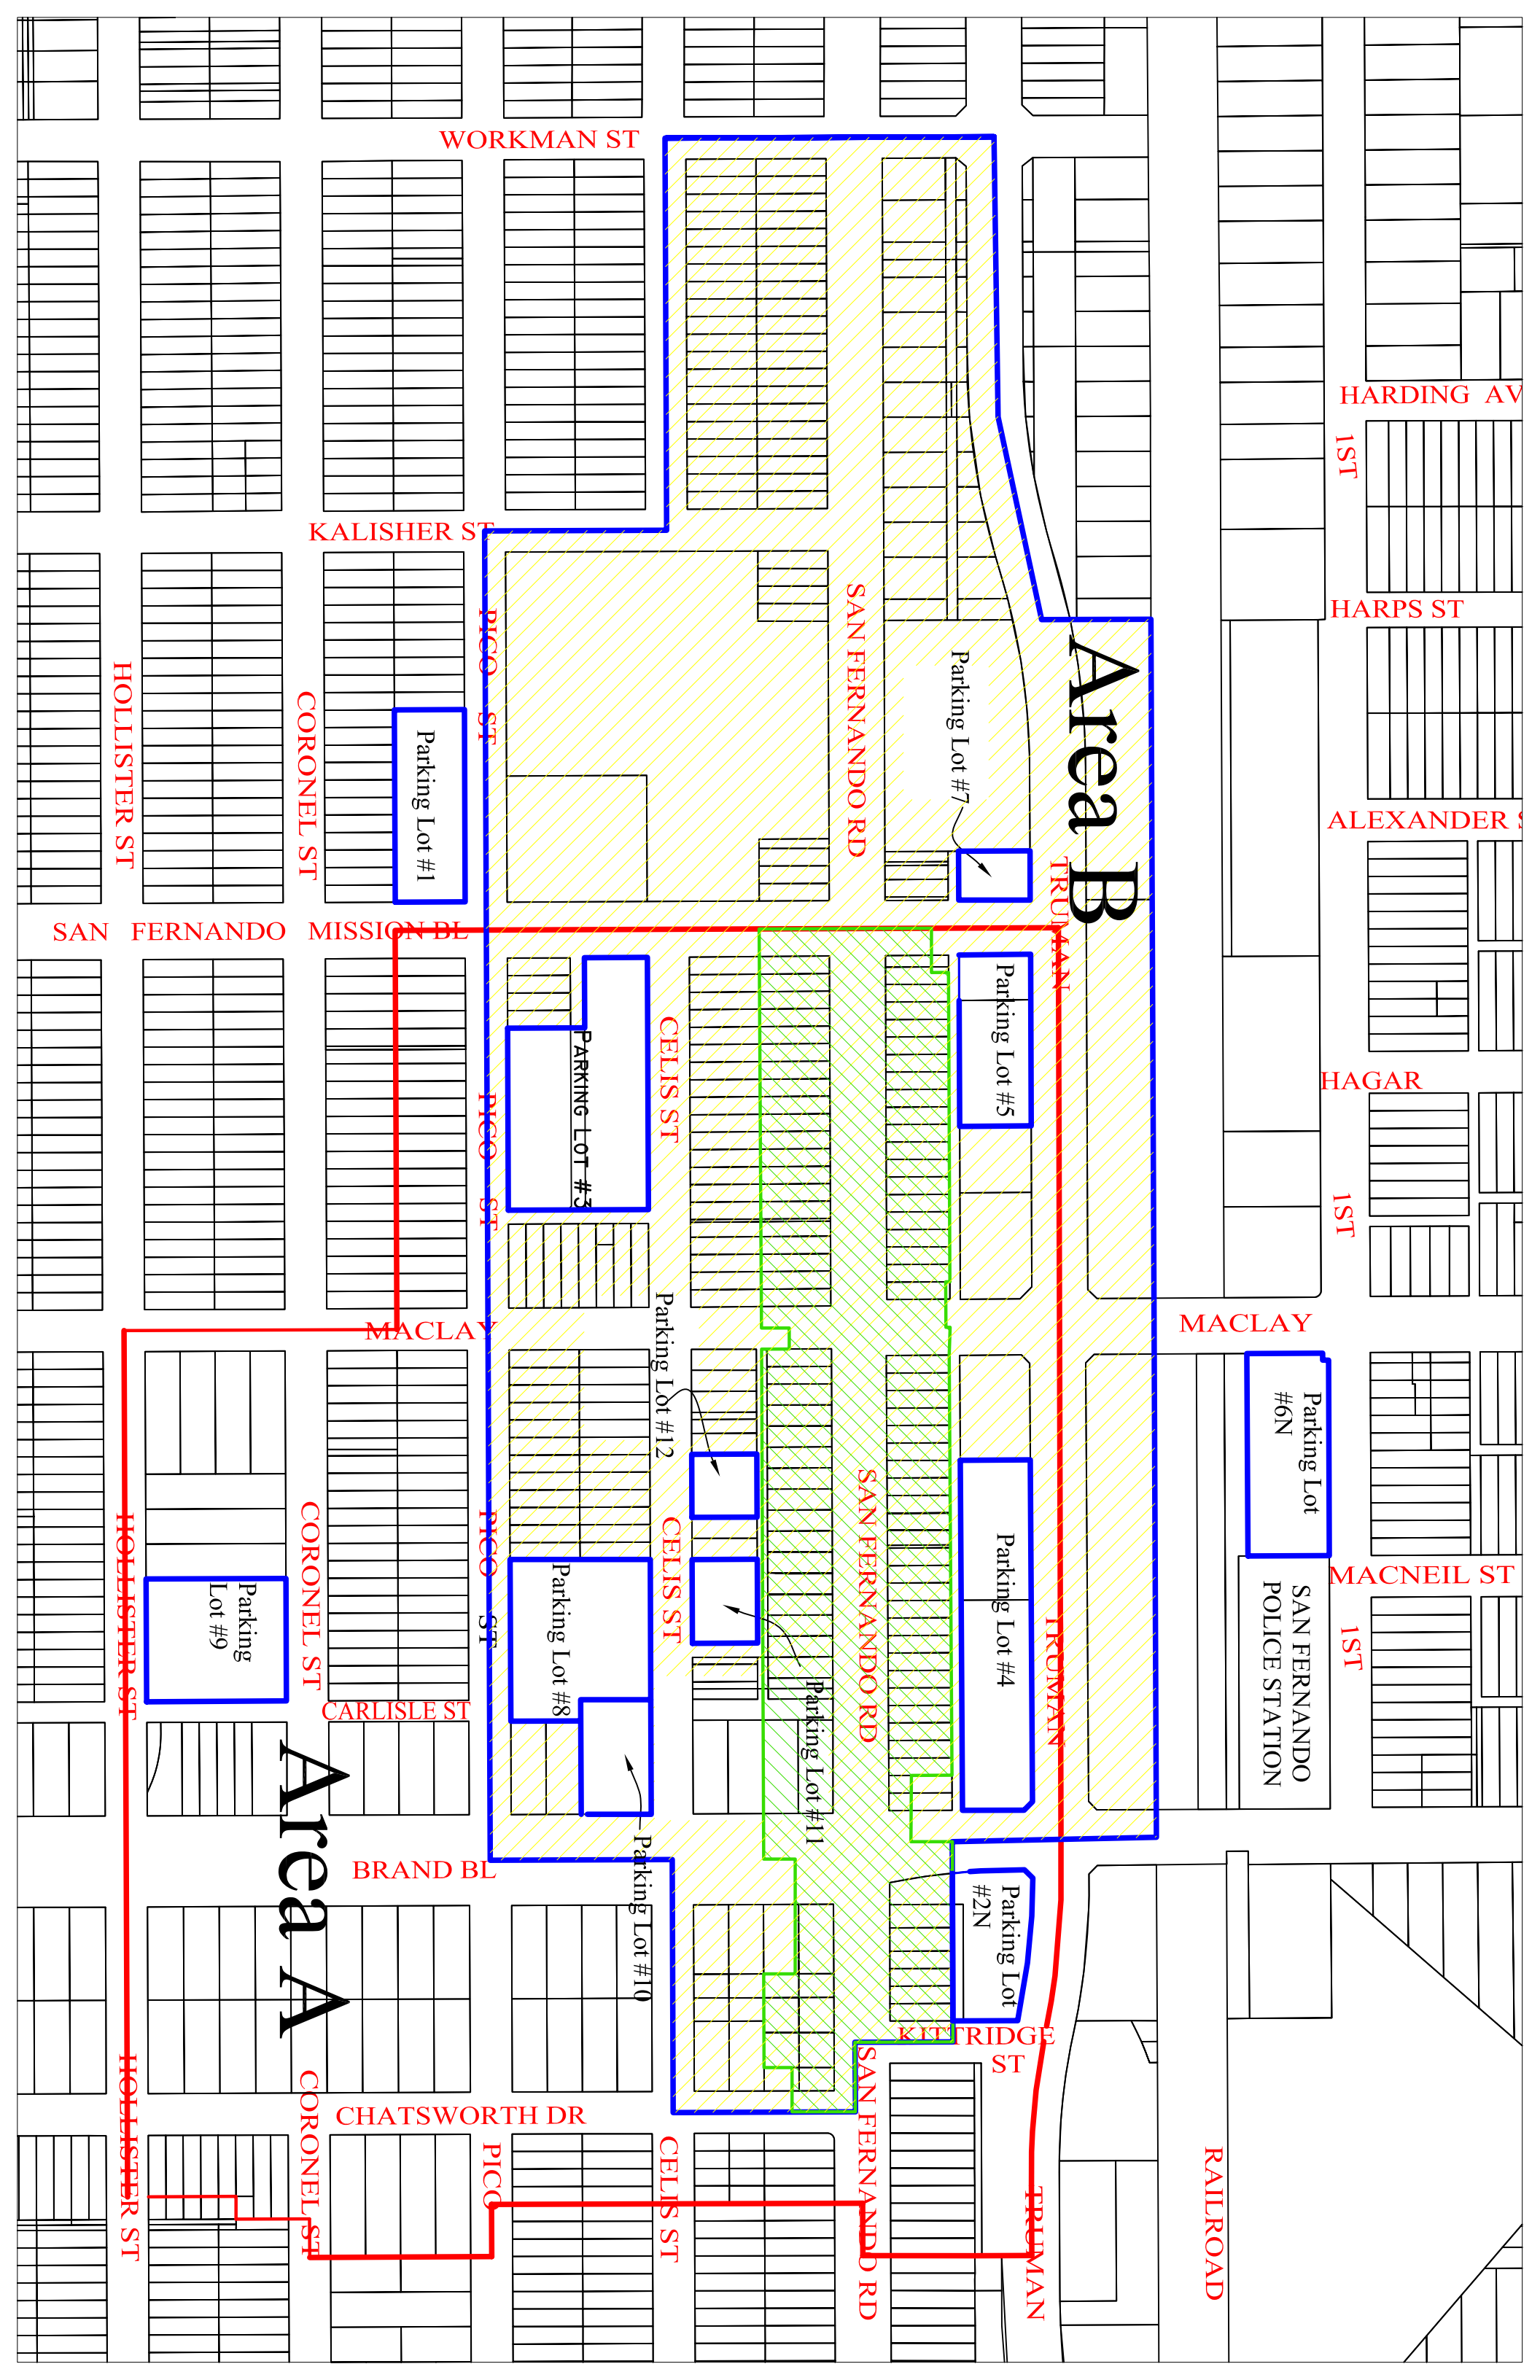 WORKMAN ST
HARDING AV
1ST
KALISHER ST
HARPS ST
PICO ST
SAN FERNANDO RD
Area B
Parking Lot #7
HOLLISTER ST
CORONEL ST
Parking Lot #1
ALEXANDER S
TRUMAN
SAN FERNANDO MISSION BL
Parking Lot #5
CELIS ST
PARKING LOT #3
HAGAR
PICO ST
1ST
Parking Lot #12
MACLAY
MACLAY
Parking Lot
#6N
SAN FERNANDO RD
CORONEL ST
HOLLISTER ST
PICO ST
CELIS ST
Parking Lot #4
Parking Lot #8
MACNEIL ST
SAN FERNANDO
POLICE STATION
Parking
Lot #9
TRUMAN
1ST
Parking Lot #11
CARLISLE ST
Area A
Parking Lot #10
BRAND BL
Parking Lot
#2N
KITTRIDGE
ST
HOLLISTER ST
CORONEL ST
CHATSWORTH DR
PICO
CELIS ST
SAN FERNANDO RD
TRUMAN
RAILROAD